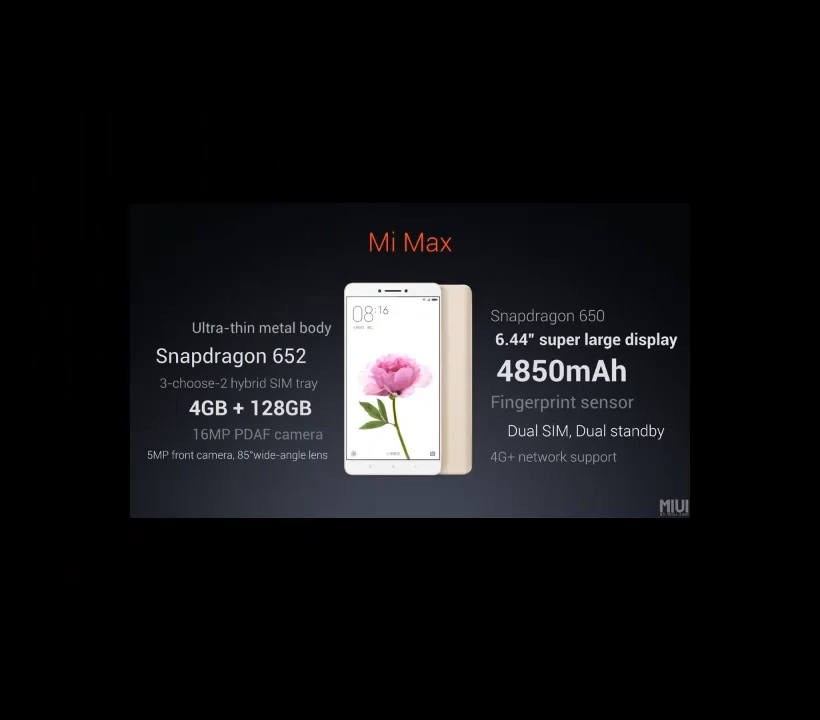 Mi Max
Ultra-thin metal body
Snapdragon 652
3-choose-2 hybrid SIM tray
4GB + 128GB
16MP PDAF camera
5MP front camera, 85°wide-angle lens
08:16
Snapdragon 650
6.44" super large display
4850mAh
Fingerprint sensor
Dual SIM, Dual standby
4G+ network support
MIUI